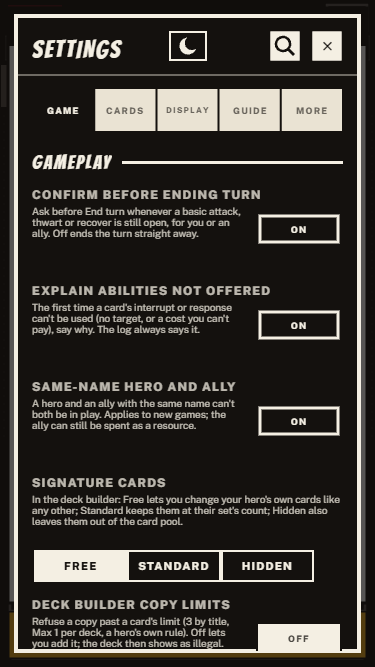 SETTINGS
×
GAME
CARDS
DISPLAY
GUIDE
MORE
GAMEPLAY
CONFIRM BEFORE ENDING TURN
Ask before End turn whenever a basic attack,
thwart or recover is still open, for you or an
ally. Off ends the turn straight away.
ON
EXPLAIN ABILITIES NOT OFFERED
The first time a card's interrupt or response
can't be used (no target, or a cost you can't
pay), say why. The log always says it.
ON
SAME-NAME HERO AND ALLY
A hero and an ally with the same name can't
both be in play. Applies to new games; the
ally can still be spent as a resource.
ON
SIGNATURE CARDS
In the deck builder: Free lets you change your hero's own cards like
any other; Standard keeps them at their set's count; Hidden also
leaves them out of the card pool.
FREE
STANDARD
HIDDEN
DECK BUILDER COPY LIMITS
Refuse a copy past a card's limit (3 by title,
Max 1 per deck, a hero's own rule). Off lets
you add it; the deck then shows as illegal.
OFF